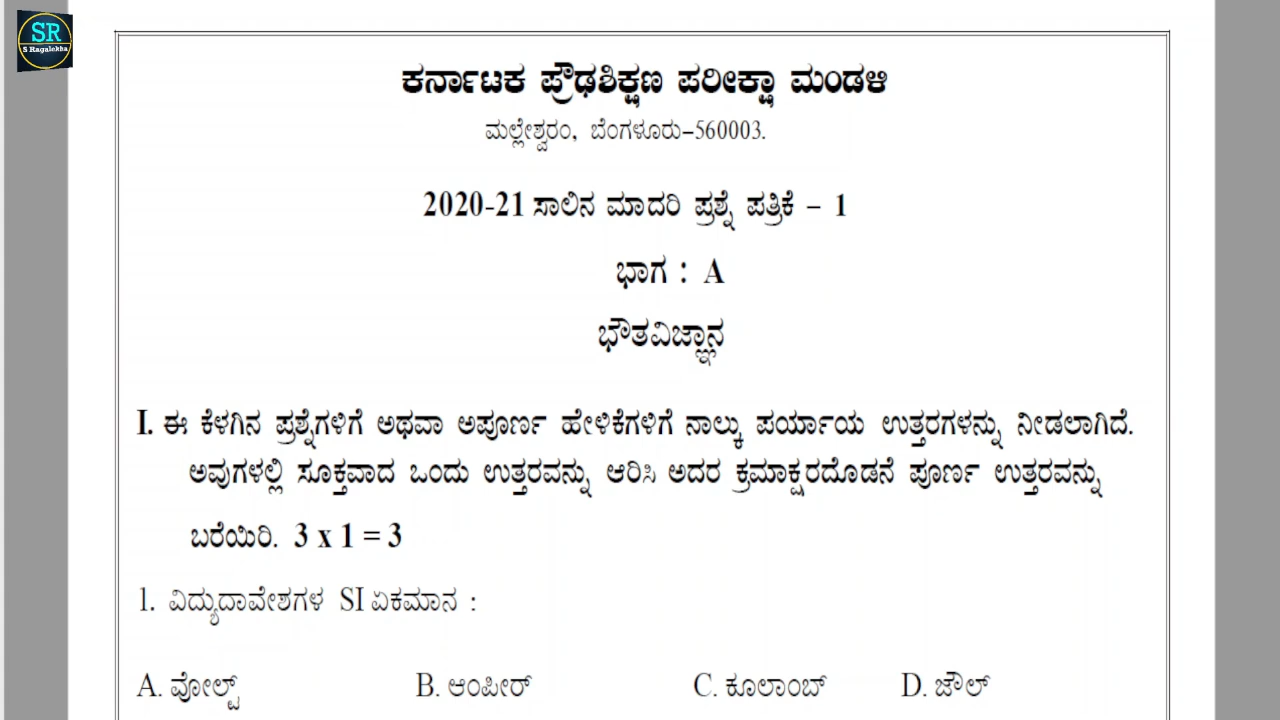 SR
S Ragalekha
ಕರ್ನಾಟಕ ಪ್ರೌಢಶಿಕ್ಷಣ ಪರೀಕ್ಷಾ ಮಂಡಳಿ
ಮಲ್ಲೇಶ್ವರಂ, ಬೆಂಗಳೂರು-560003.
2020-21 ಸಾಲಿನ ಮಾದರಿ ಪ್ರಶ್ನೆ ಪತ್ರಿಕೆ – 1
ಭಾಗ : A
ಭೌತವಿಜ್ಞಾನ
I. ಈ ಕೆಳಗಿನ ಪ್ರಶ್ನೆಗಳಿಗೆ ಅಥವಾ ಅಪೂರ್ಣ ಹೇಳಿಕೆಗಳಿಗೆ ನಾಲ್ಕು ಪರ್ಯಾಯ ಉತ್ತರಗಳನ್ನು ನೀಡಲಾಗಿದೆ.
ಅವುಗಳಲ್ಲಿ ಸೂಕ್ತವಾದ ಒಂದು ಉತ್ತರವನ್ನು ಆರಿಸಿ ಅದರ ಕ್ರಮಾಕ್ಷರದೊಡನೆ ಪೂರ್ಣ ಉತ್ತರವನ್ನು
ಬರೆಯಿರಿ. 3 x 1 = 3
1. ವಿದ್ಯುದಾವೇಶಗಳ SI ಏಕಮಾನ :
A. ವೋಲ್ಟ್ B. ಆಂಪೀರ್ C. ಕೂಲಾಂಬ್ D. ಜೌಲ್